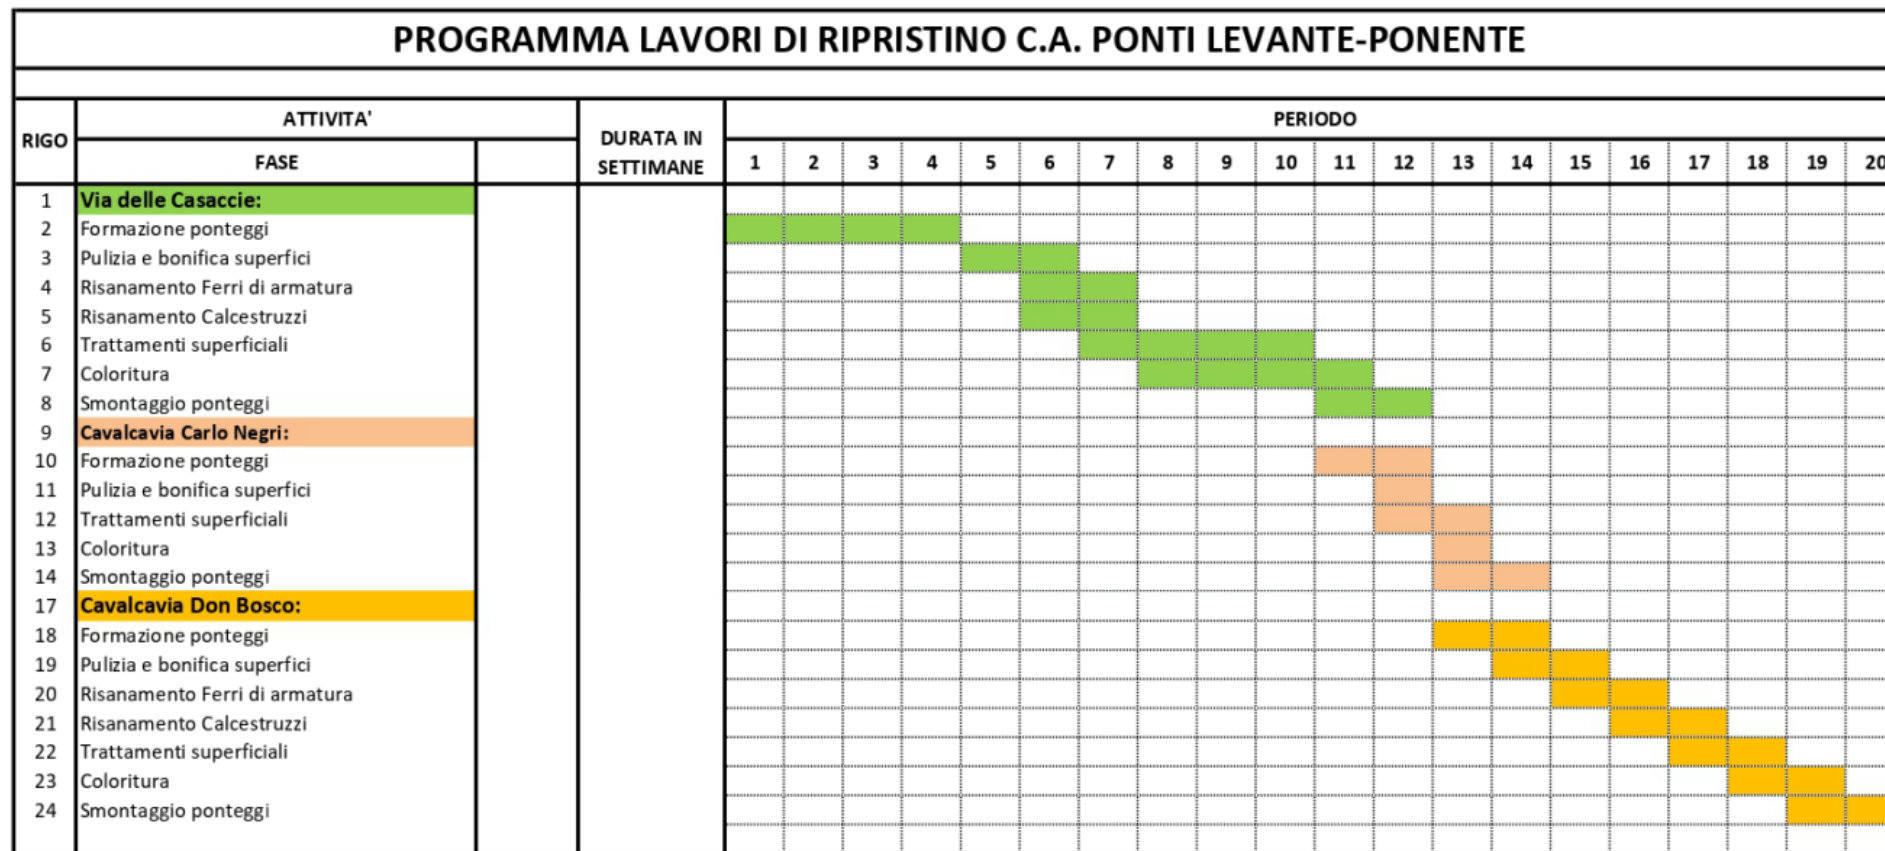 PROGRAMMA LAVORI DI RIPRISTINO C.A. PONTI LEVANTE-PONENTE
RIGO ATTIVITA' DURATA IN SETTIMANE PERIODO
FASE 1 2 3 4 5 6 7 8 9 10 11 12 13 14 15 16 17 18 19 20
1 Via delle Casaccie:
2 Formazione ponteggi
3 Pulizia e bonifica superfici
4 Risanamento Ferri di armatura
5 Risanamento Calcestruzzi
6 Trattamenti superficiali
7 Coloritura
8 Smontaggio ponteggi
9 Cavalcavia Carlo Negri:
10 Formazione ponteggi
11 Pulizia e bonifica superfici
12 Trattamenti superficiali
13 Coloritura
14 Smontaggio ponteggi
17 Cavalcavia Don Bosco:
18 Formazione ponteggi
19 Pulizia e bonifica superfici
20 Risanamento Ferri di armatura
21 Risanamento Calcestruzzi
22 Trattamenti superficiali
23 Coloritura
24 Smontaggio ponteggi